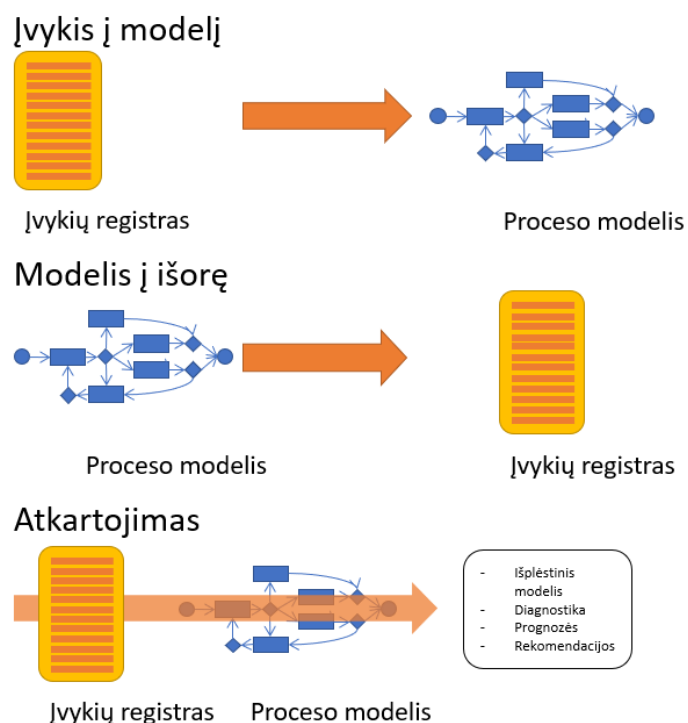 Įvykis į modelį
Įvykių registras
Proceso modelis
Modelis į išorę
Proceso modelis
Įvykių registras
Atkartojimas
- Išplėstinis
modelis
- Diagnostika
- Prognozės
- Rekomendacijos
Įvykių registras
Proceso modelis